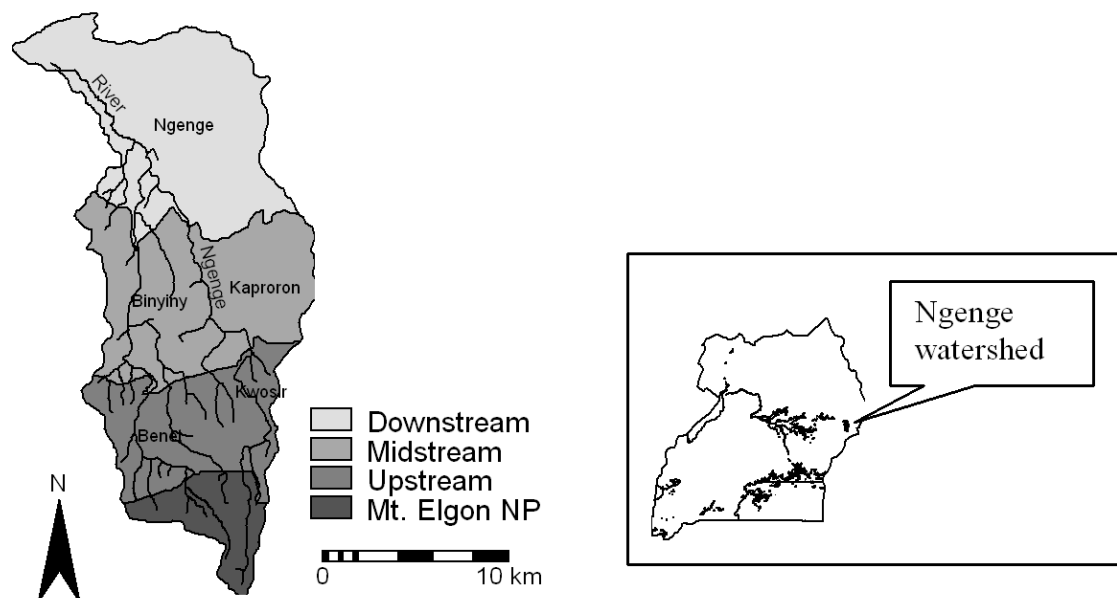 River
Ngenge
Ngenge
Kaproron
Binyiny
Kwosir
Benet
Downstream
Midstream
Upstream
Mt. Elgon NP
N
0 10 km
Ngenge
watershed